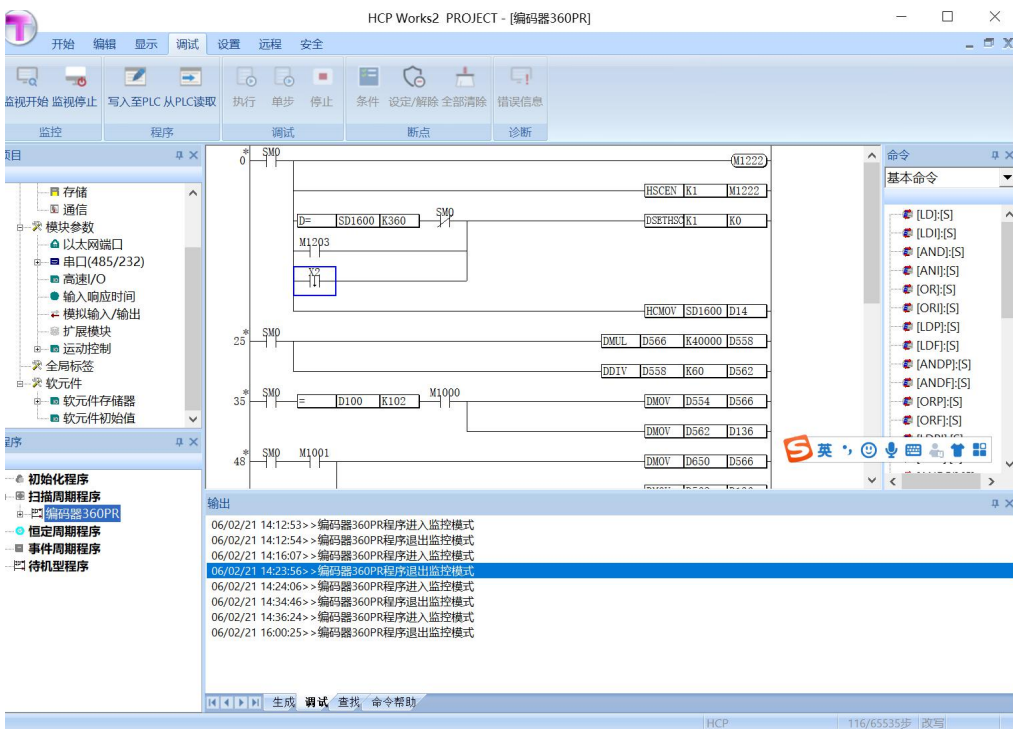 HCP Works2 PROJECT - [编码器360PR]
开始 编辑 显示 调试 设置 远程 安全
监视开始 监视停止 写入至PLC 从PLC读取 执行 单步 停止 条件 设定/解除 全部清除 错误信息
监控 程序 调试 断点 诊断
项目
存储
通信
模块参数
以太网端口
串口(485/232)
高速I/O
输入响应时间
模拟输入/输出
扩展模块
运动控制
全局标签
软元件
软元件存储器
软元件初始值
程序
初始化程序
扫描周期程序
编码器360PR
恒定周期程序
事件周期程序
待机型程序
* 0 SM0 M1222
HSCEN K1 M1222
D= SD1600 K360 SM0 DSETHSC K1 K0
M1203
X2
HCMOV SD1600 D14
* 25 SM0 DMUL D566 K40000 D558
DDIV D558 K60 D562
* 35 SM0 = D100 K102 M1000 DMOV D554 D566
DMOV D562 D136
* 48 SM0 M1001 DMOV D650 D566
命令
基本命令
[LD]:[S]
[LDI]:[S]
[AND]:[S]
[ANI]:[S]
[OR]:[S]
[ORI]:[S]
[LDP]:[S]
[LDF]:[S]
[ANDP]:[S]
[ANDF]:[S]
[ORP]:[S]
[ORF]:[S]
S 英
输出
06/02/21 14:12:53>>编码器360PR程序进入监控模式
06/02/21 14:12:54>>编码器360PR程序退出监控模式
06/02/21 14:16:07>>编码器360PR程序进入监控模式
06/02/21 14:23:56>>编码器360PR程序退出监控模式
06/02/21 14:24:06>>编码器360PR程序进入监控模式
06/02/21 14:34:46>>编码器360PR程序退出监控模式
06/02/21 14:36:24>>编码器360PR程序进入监控模式
06/02/21 16:00:25>>编码器360PR程序退出监控模式
生成 调试 查找 命令帮助
HCP 116/65535步 改写